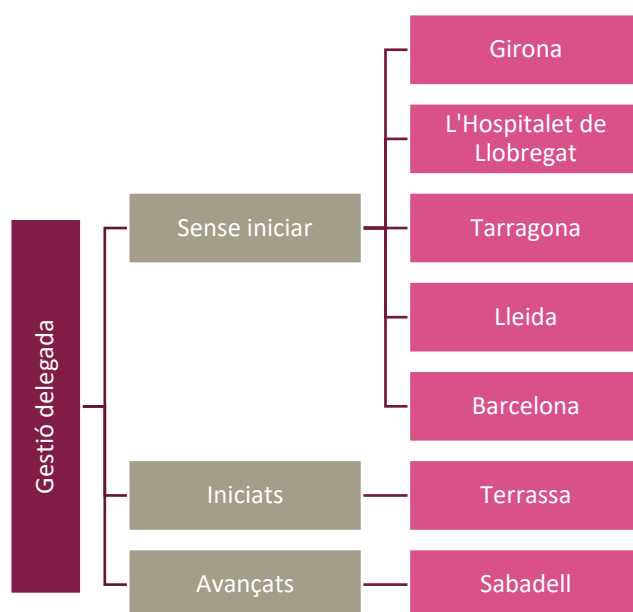 Gestió delegada
Sense iniciar
Girona
L'Hospitalet de
Llobregat
Tarragona
Lleida
Barcelona
Iniciats
Terrassa
Avançats
Sabadell